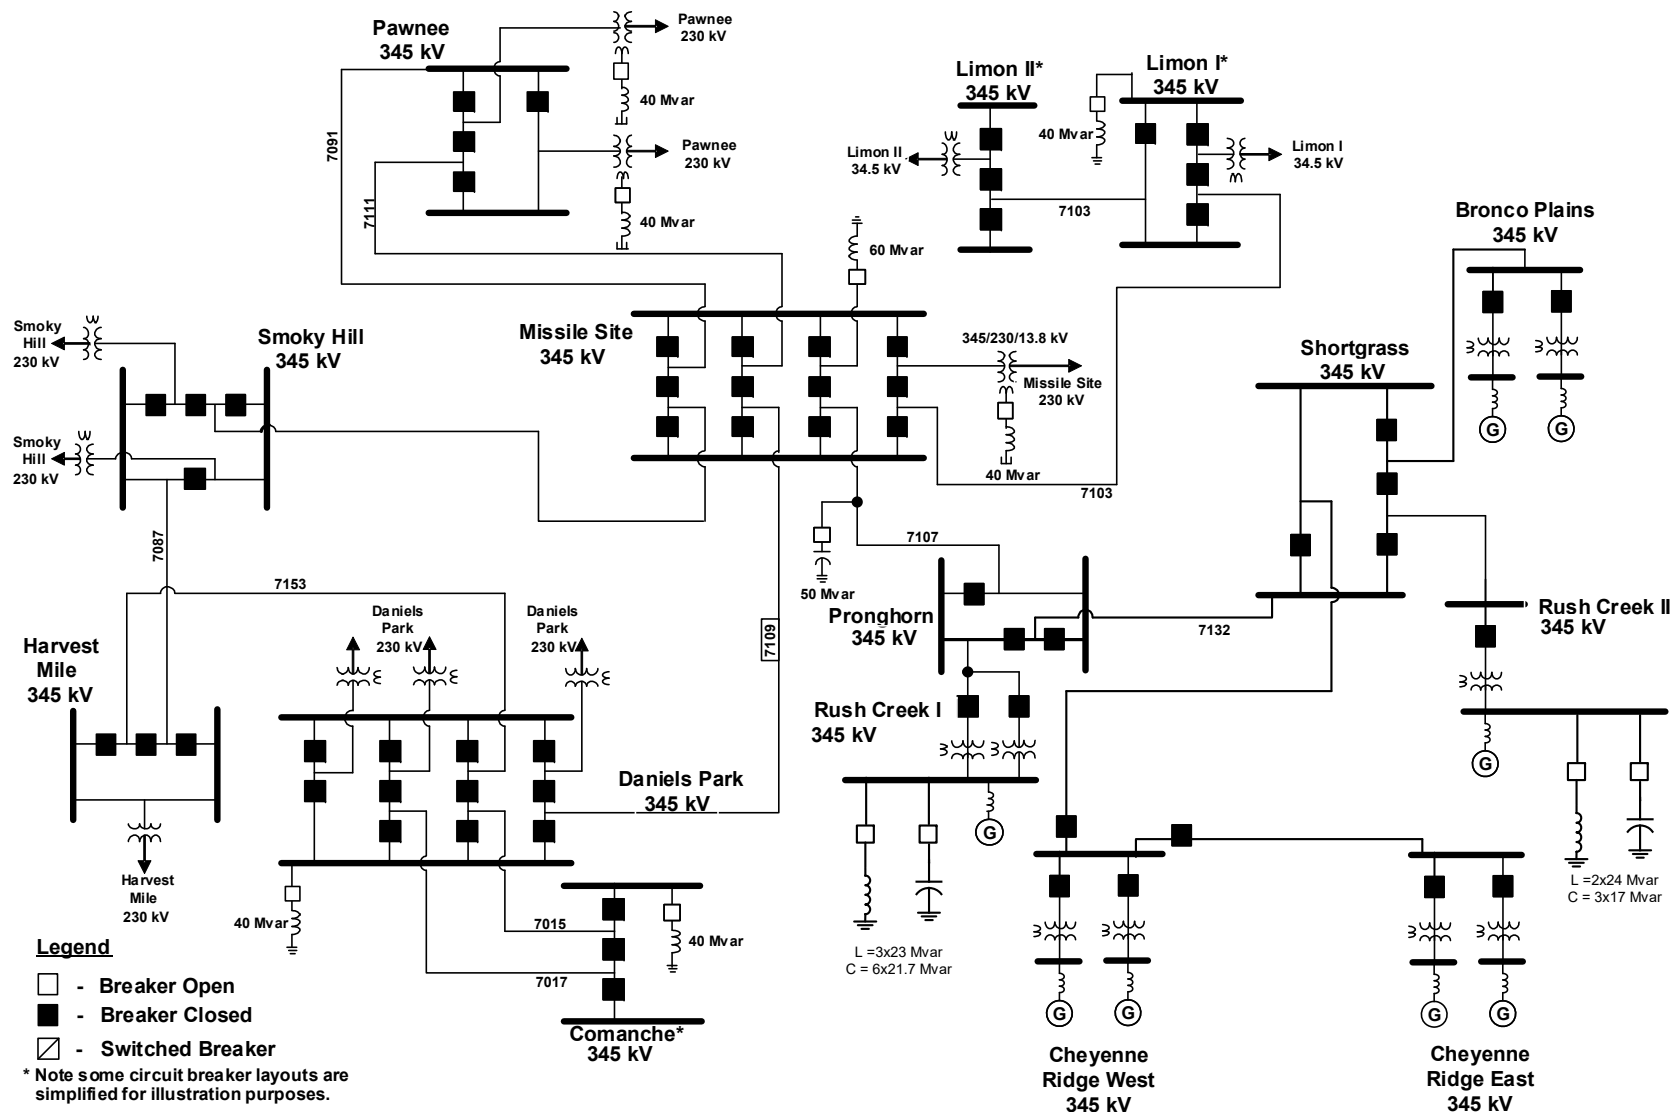 Pawnee
345 kV
Pawnee
230 kV
40 Mvar
Pawnee
230 kV
40 Mvar
7091
7111
Limon II*
345 kV
Limon I*
345 kV
40 Mvar
Limon II
34.5 kV
Limon I
34.5 kV
7103
60 Mvar
Bronco Plains
345 kV
G
G
Smoky
Hill
230 kV
Smoky Hill
345 kV
Smoky
Hill
230 kV
Missile Site
345 kV
345/230/13.8 kV
Missile Site
230 kV
40 Mvar
7103
Shortgrass
345 kV
7087
7153
7109
7107
50 Mvar
Pronghorn
345 kV
7132
Rush Creek II
345 kV
G
L =2x24 Mvar
C = 3x17 Mvar
Harvest
Mile
345 kV
Harvest
Mile
230 kV
Daniels
Park
230 kV
Daniels
Park
230 kV
Daniels Park
345 kV
40 Mvar
Rush Creek I
345 kV
G
L =3x23 Mvar
C = 6x21.7 Mvar
7015
7017
40 Mvar
Comanche*
345 kV
G
G
Cheyenne
Ridge West
345 kV
G
G
Cheyenne
Ridge East
345 kV
Legend
- Breaker Open
- Breaker Closed
- Switched Breaker
* Note some circuit breaker layouts are
simplified for illustration purposes.